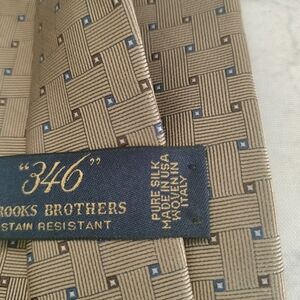 "346"
ROOKS BROTHERS
STAIN RESISTANT
PURE SILK
MADE IN USA
WOVEN IN
ITALY